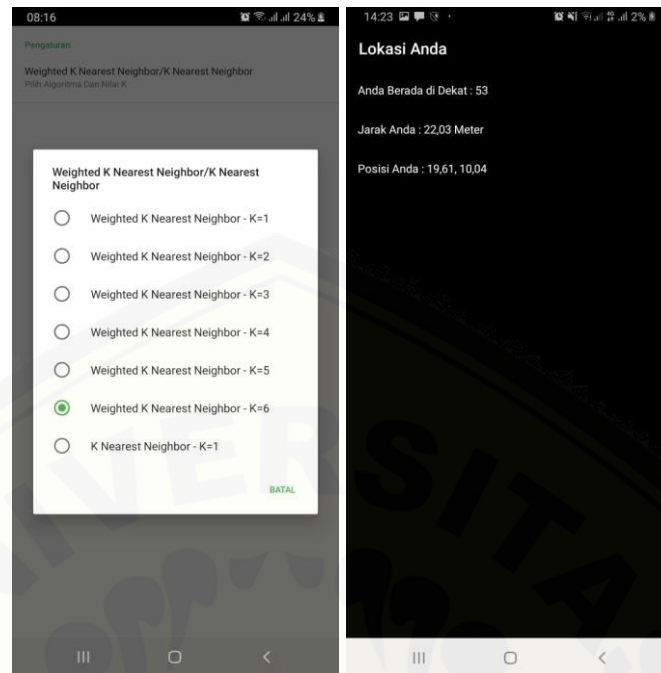 08:16
24%
Pengaturan
Weighted K Nearest Neighbor/K Nearest Neighbor
Pilih Algoritma Dan Nilai K
Weighted K Nearest Neighbor/K Nearest
Neighbor
Weighted K Nearest Neighbor - K=1
Weighted K Nearest Neighbor - K=2
Weighted K Nearest Neighbor - K=3
Weighted K Nearest Neighbor - K=4
Weighted K Nearest Neighbor - K=5
Weighted K Nearest Neighbor - K=6
K Nearest Neighbor - K=1
BATAL
14:23
2%
Lokasi Anda
Anda Berada di Dekat : 53
Jarak Anda : 22,03 Meter
Posisi Anda : 19,61, 10,04